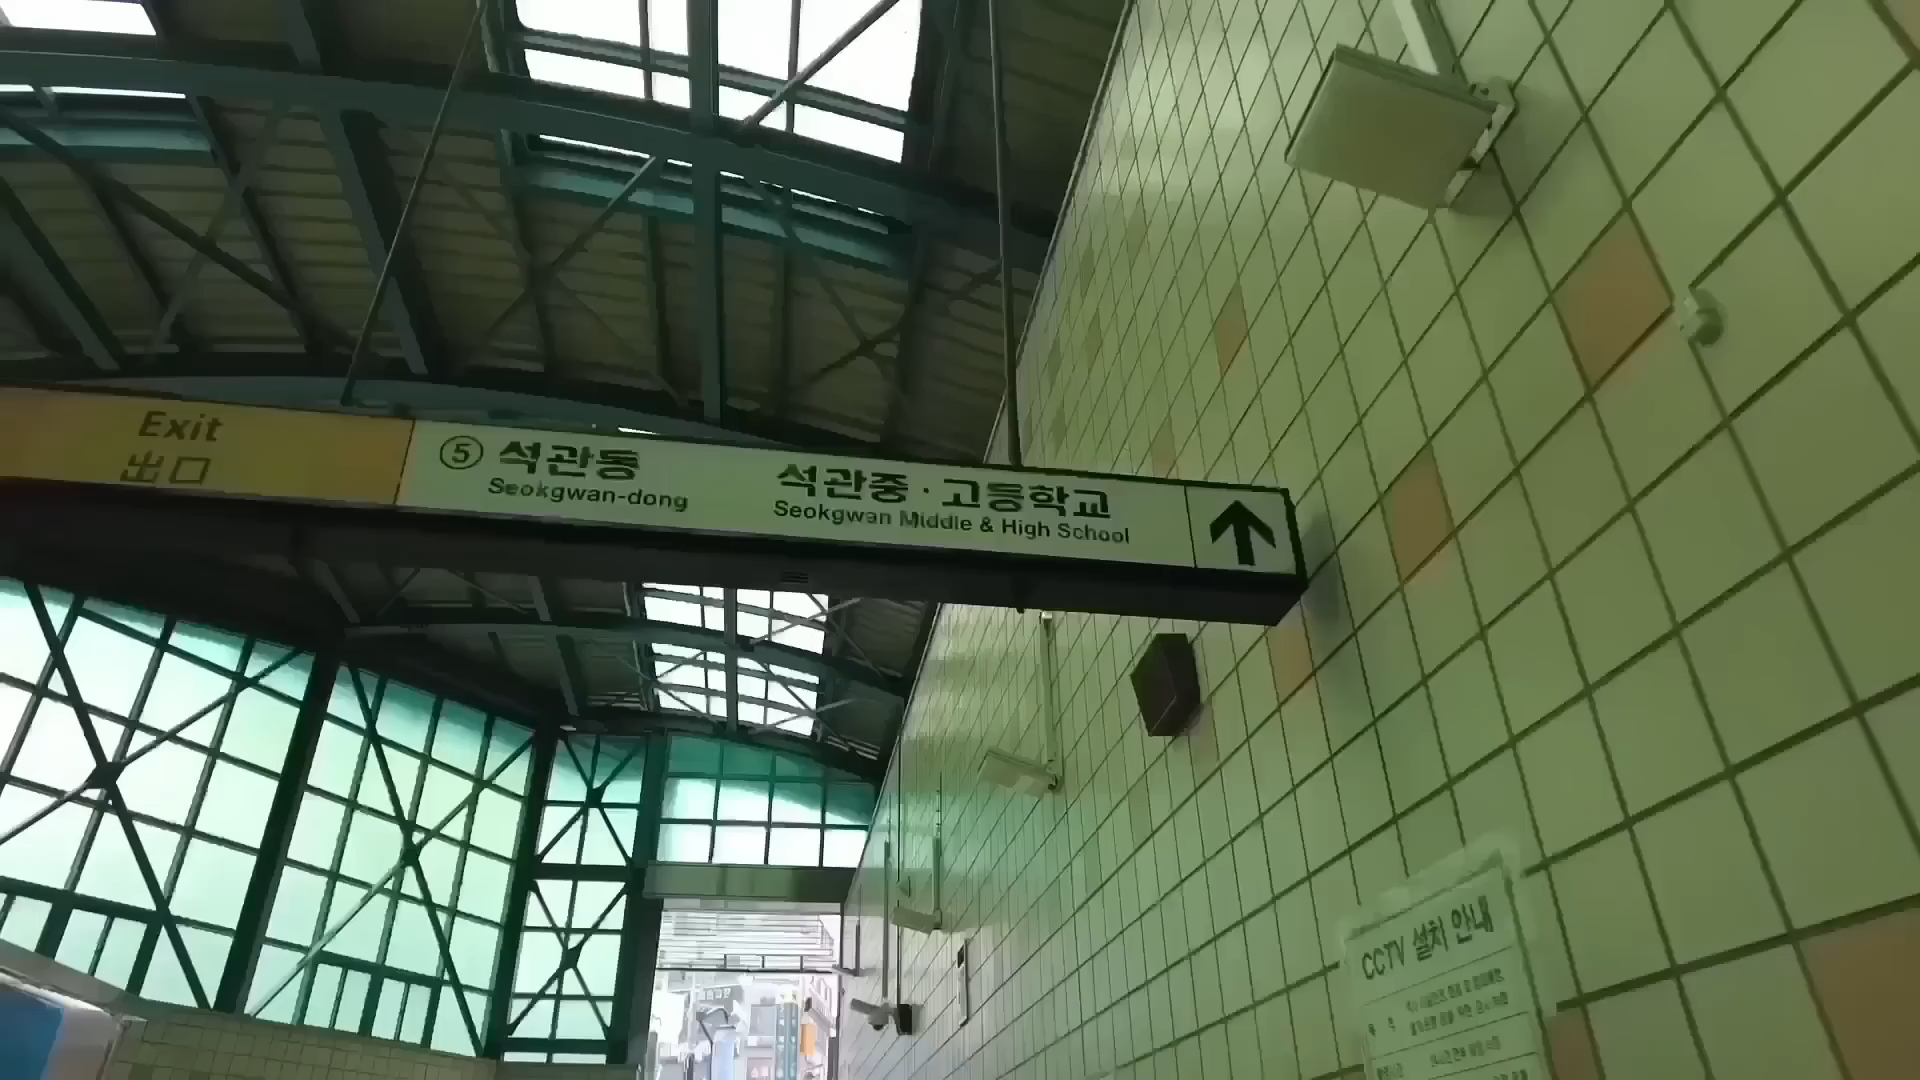 Exit
出口
⑤ 석관동
Seokgwan-dong
석관중·고등학교
Seokgwan Middle & High School
CCTV 설치 안내